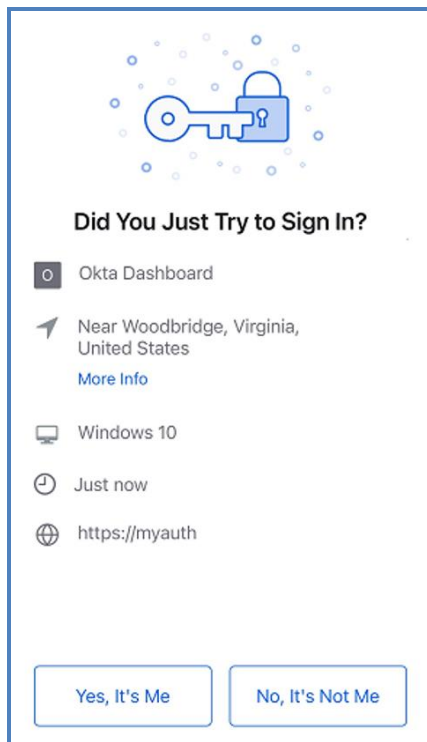 Did You Just Try to Sign In?
O Okta Dashboard
Near Woodbridge, Virginia,
United States
More Info
Windows 10
Just now
https://myauth
Yes, It's Me No, It's Not Me